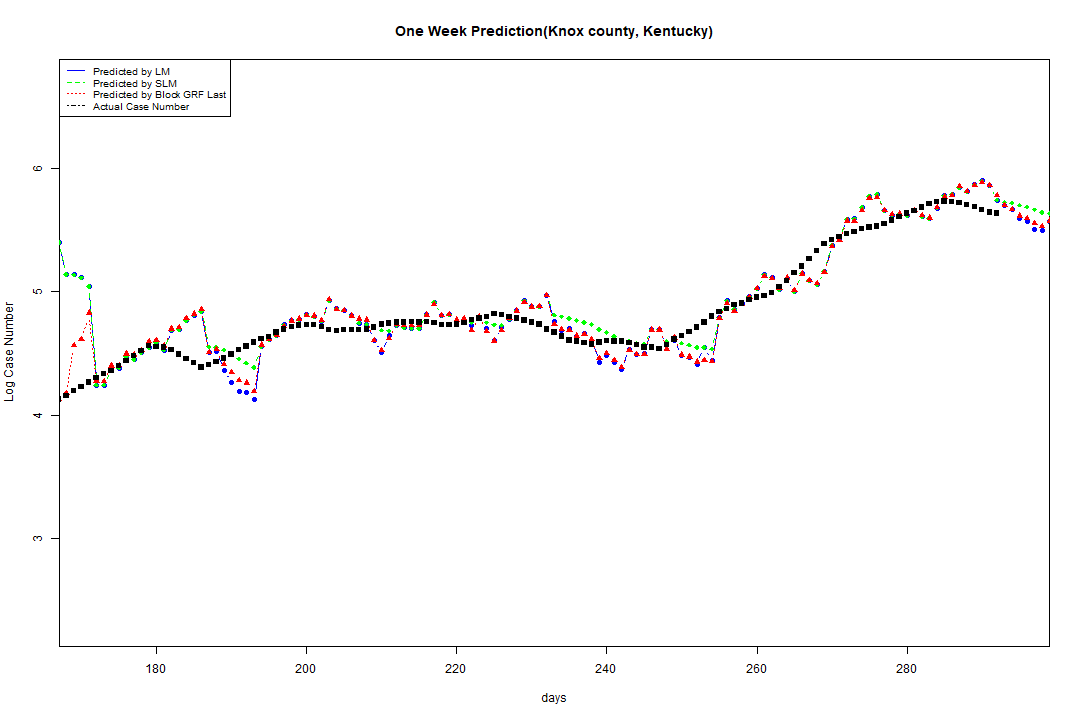 One Week Prediction(Knox county, Kentucky)
Predicted by LM
Predicted by SLM
Predicted by Block GRF Last
Actual Case Number
Log Case Number
6
5
4
3
180 200 220 240 260 280
days